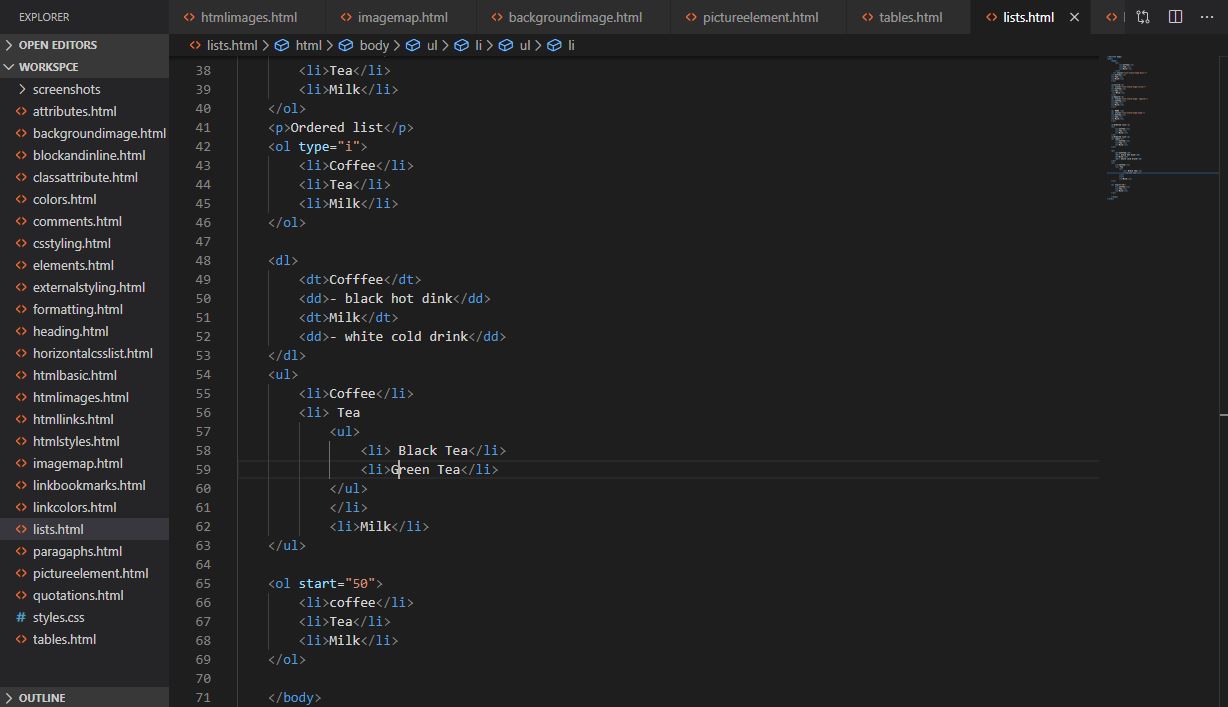 EXPLORER
OPEN EDITORS
WORKSPCE
screenshots
attributes.html
backgroundimage.html
blockandinline.html
classattribute.html
colors.html
comments.html
csstyling.html
elements.html
externalstyling.html
formatting.html
heading.html
horizontalcsslist.html
htmlbasic.html
htmlimages.html
htmllinks.html
htmlstyles.html
imagemap.html
linkbookmarks.html
linkcolors.html
lists.html
paragaphs.html
pictureelement.html
quotations.html
# styles.css
tables.html
OUTLINE
htmlimages.html imagemap.html backgroundimage.html pictureelement.html tables.html lists.html
lists.html > html > body > ul > li > ul > li
38 <li>Tea</li>
39 <li>Milk</li>
40 </ol>
41 <p>Ordered list</p>
42 <ol type="i">
43 <li>Coffee</li>
44 <li>Tea</li>
45 <li>Milk</li>
46 </ol>
47
48 <dl>
49 <dt>Cofffee</dt>
50 <dd>- black hot dink</dd>
51 <dt>Milk</dt>
52 <dd>- white cold drink</dd>
53 </dl>
54 <ul>
55 <li>Coffee</li>
56 <li> Tea
57 <ul>
58 <li> Black Tea</li>
59 <li>Green Tea</li>
60 </ul>
61 </li>
62 <li>Milk</li>
63 </ul>
64
65 <ol start="50">
66 <li>coffee</li>
67 <li>Tea</li>
68 <li>Milk</li>
69 </ol>
70
71 </body>